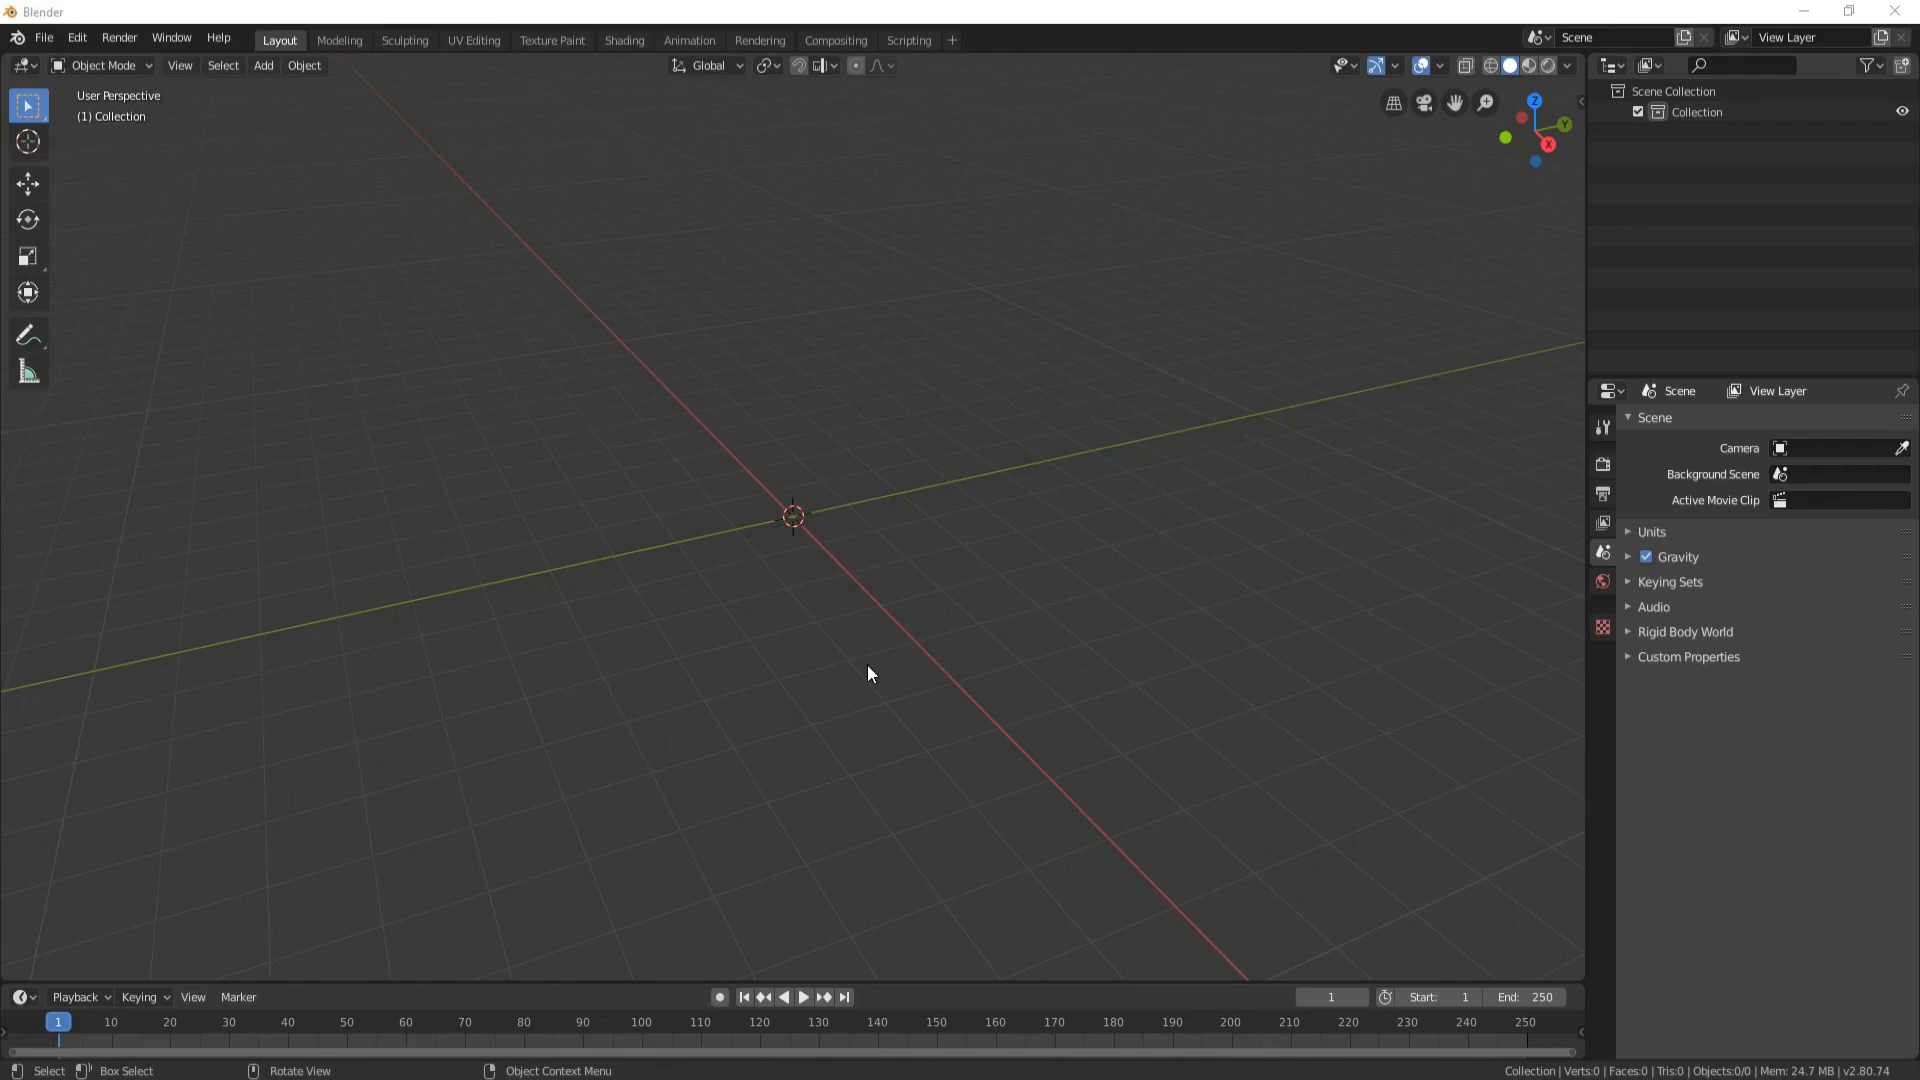 Blender
File Edit Render Window Help Layout Modeling Sculpting UV Editing Texture Paint Shading Animation Rendering Compositing Scripting + Scene View Layer
Object Mode View Select Add Object Global
User Perspective
(1) Collection
Z
Y
X
Scene Collection
Collection
Scene View Layer
Scene
Camera
Background Scene
Active Movie Clip
Units
Gravity
Keying Sets
Audio
Rigid Body World
Custom Properties
Playback Keying View Marker 1 Start: 1 End: 250
1 10 20 30 40 50 60 70 80 90 100 110 120 130 140 150 160 170 180 190 200 210 220 230 240 250
Select Box Select Rotate View Object Context Menu Collection | Verts:0 | Faces:0 | Tris:0 | Objects:0/0 | Mem: 24.7 MB | v2.80.74